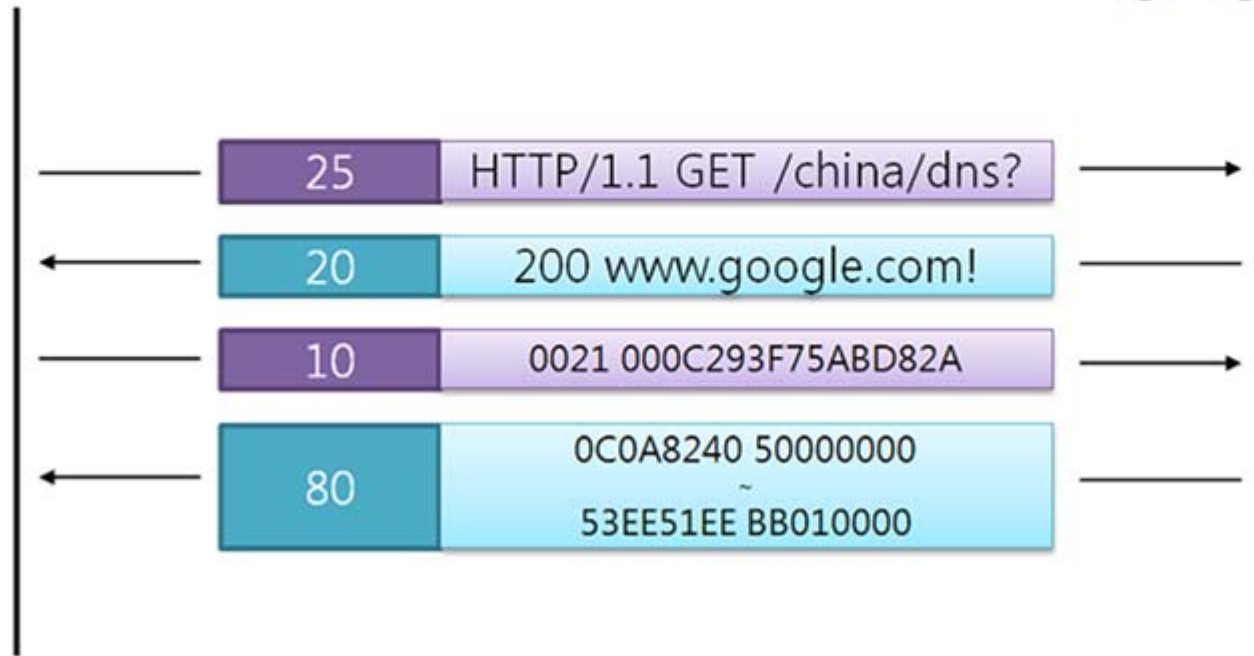 25 HTTP/1.1 GET /china/dns?
20 200 www.google.com!
10 0021 000C293F75ABD82A
80 0C0A8240 50000000
~
53EE51EE BB010000